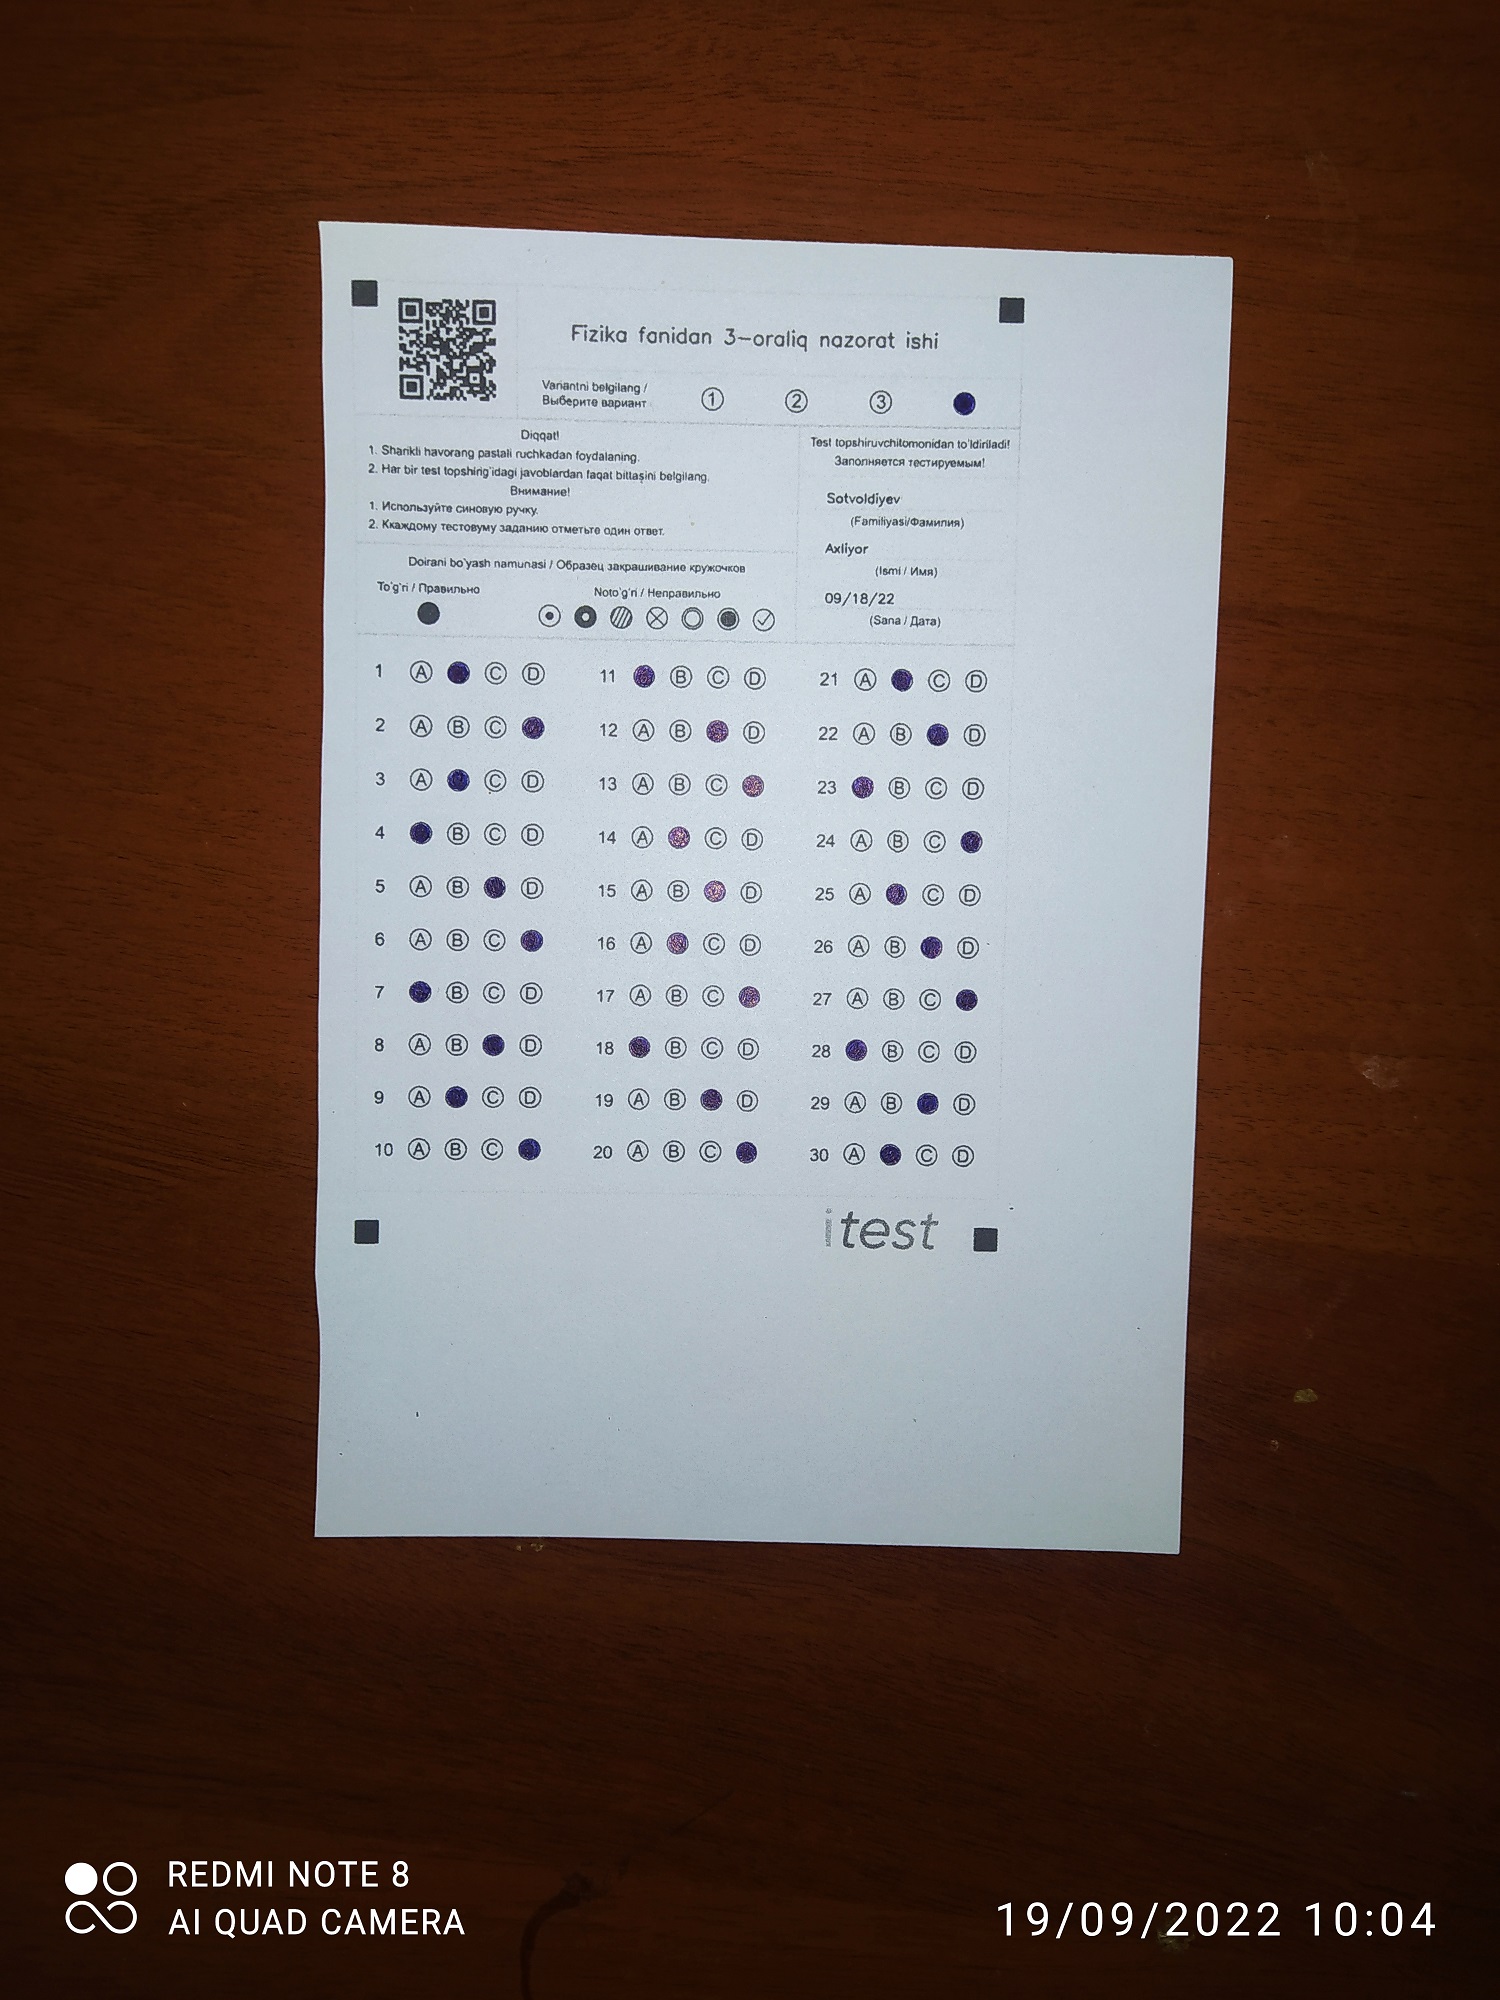 Fizika fanidan 3-oraliq nazorat ishi
Variantni belgilang /
Выберите вариант
1 2 3
Diqqat!
1. Sharikli havorang pastali ruchkadan foydalaning.
2. Har bir test topshirig`idagi javoblardan faqat bittasini belgilang.
Внимание!
1. Используйте синовую ручку.
2. Ккаждому тестовуму заданию отметьте один ответ.
Test topshiruvchitomonidan to'ldiriladi!
Заполняется тестируемым!
Sotvoldiyev
(Familiyasi/Фамилия)
Axliyor
(Ismi / Имя)
09/18/22
(Sana / Дата)
Doirani bo`yash namunasi / Образец закрашивание кружочков
To`g`ri / Правильно
Noto`g`ri / Неправильно
1 A C D
2 A B C
3 A C D
4 B C D
5 A B D
6 A B C
7 B C D
8 A B D
9 A C D
10 A B C
11 B C D
12 A B D
13 A B C
14 A C D
15 A B D
16 A C D
17 A B C
18 B C D
19 A B D
20 A B C
21 A C D
22 A B D
23 B C D
24 A B C
25 A C D
26 A B D
27 A B C
28 B C D
29 A B D
30 A C D
itest
REDMI NOTE 8
AI QUAD CAMERA
19/09/2022 10:04